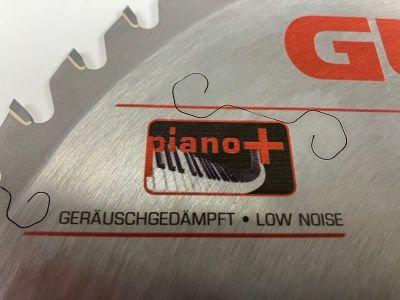 GU
piano+
GERÄUSCHGEDÄMPFT • LOW NOISE